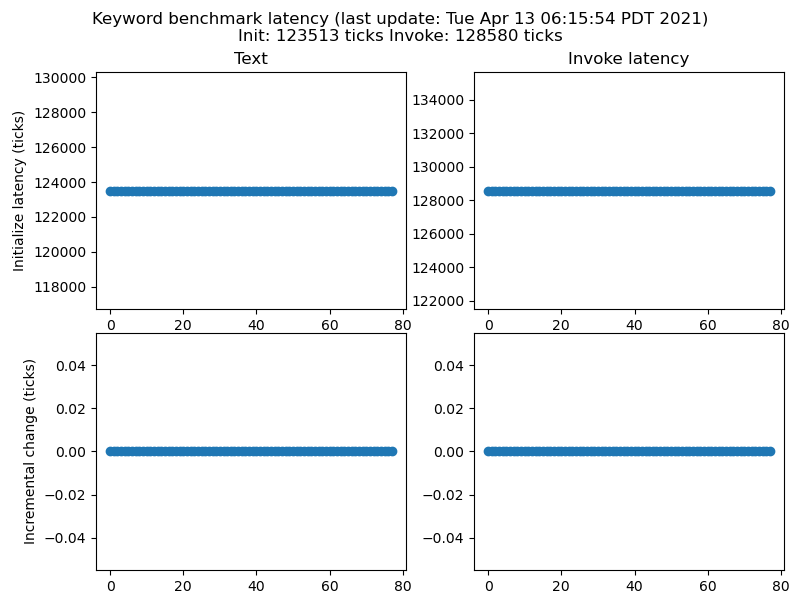 Keyword benchmark latency (last update: Tue Apr 13 06:15:54 PDT 2021)
Init: 123513 ticks Invoke: 128580 ticks
Text
Initialize latency (ticks)
130000
128000
126000
124000
122000
120000
118000
0 20 40 60 80
Invoke latency
134000
132000
130000
128000
126000
124000
122000
0 20 40 60 80
Incremental change (ticks)
0.04
0.02
0.00
−0.02
−0.04
0 20 40 60 80
0.04
0.02
0.00
−0.02
−0.04
0 20 40 60 80